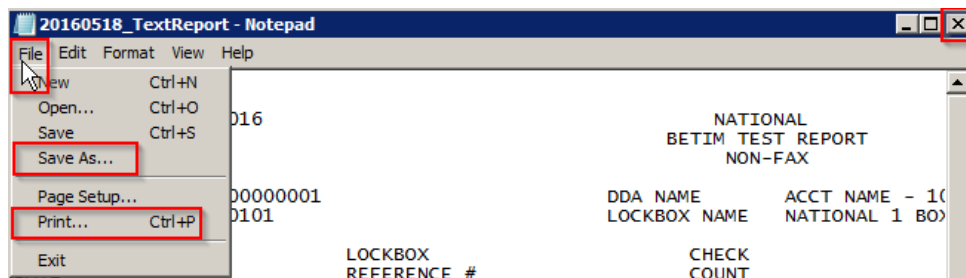 20160518_TextReport - Notepad
File Edit Format View Help
New Ctrl+N
Open... Ctrl+O
Save Ctrl+S
Save As...
Page Setup...
Print... Ctrl+P
Exit
016 NATIONAL
BETIM TEST REPORT
NON-FAX
00000001 DDA NAME ACCT NAME - 10
0101 LOCKBOX NAME NATIONAL 1 BOX
LOCKBOX CHECK
REFERENCE # COUNT